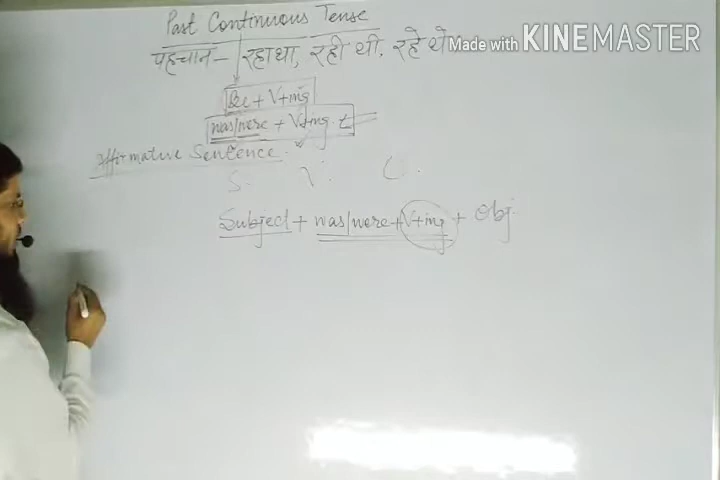 Past Continuous Tense
पहचान - रहा था, रही थी, रहे थे
Made with KINEMASTER
Be + V+ing
was/were + V+ing.
Affirmative Sentence
S. V. C.
Subject + was/were + V+ing + Obj